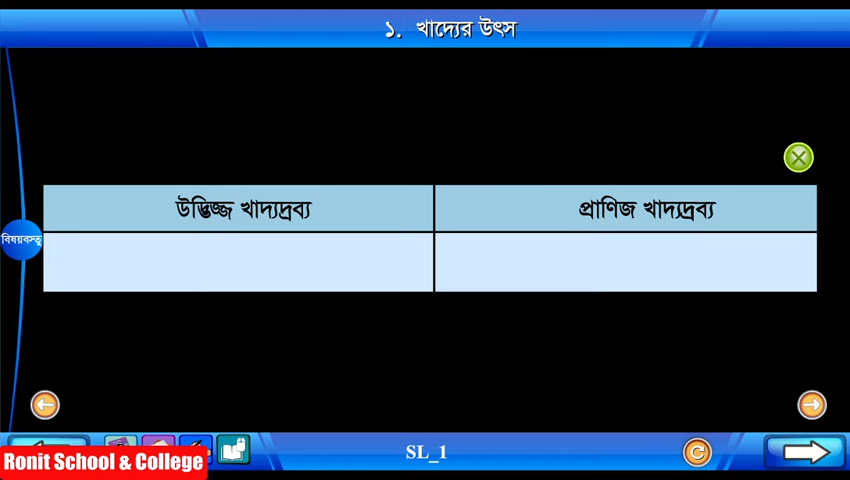 ১. খাদ্যের উৎস
উদ্ভিজ্জ খাদ্যদ্রব্য
প্রাণিজ খাদ্যদ্রব্য
বিষয়বস্তু
SL_1
Ronit School & College